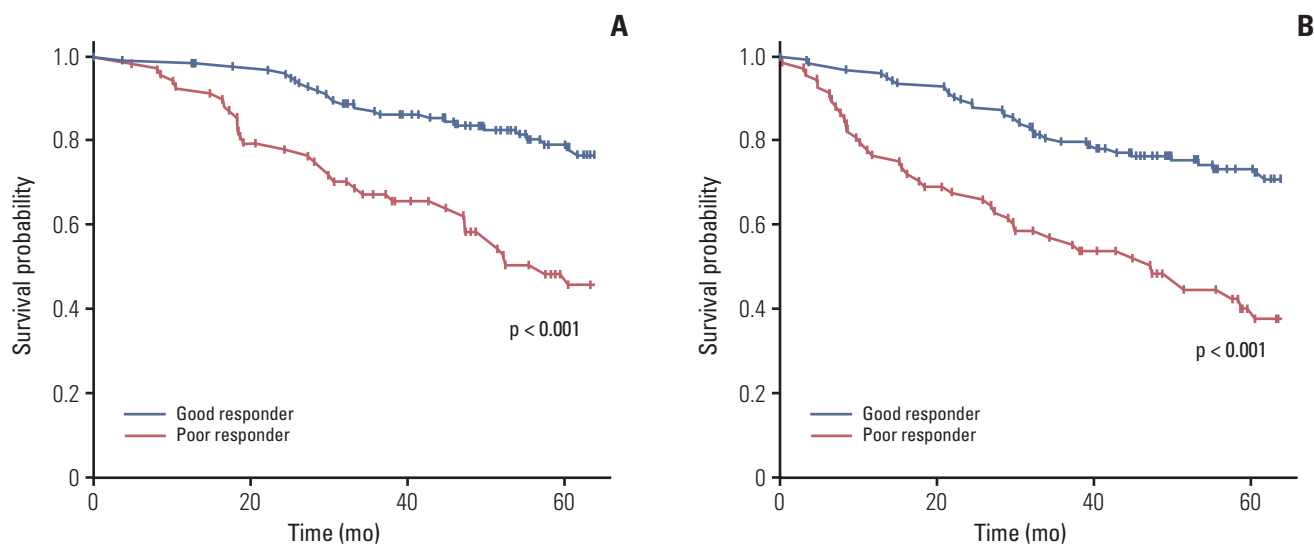 A
1.0
0.8
0.6
0.4
0.2
0
Survival probability
p < 0.001
Good responder
Poor responder
0 20 40 60
Time (mo)
B
1.0
0.8
0.6
0.4
0.2
0
Survival probability
p < 0.001
Good responder
Poor responder
0 20 40 60
Time (mo)